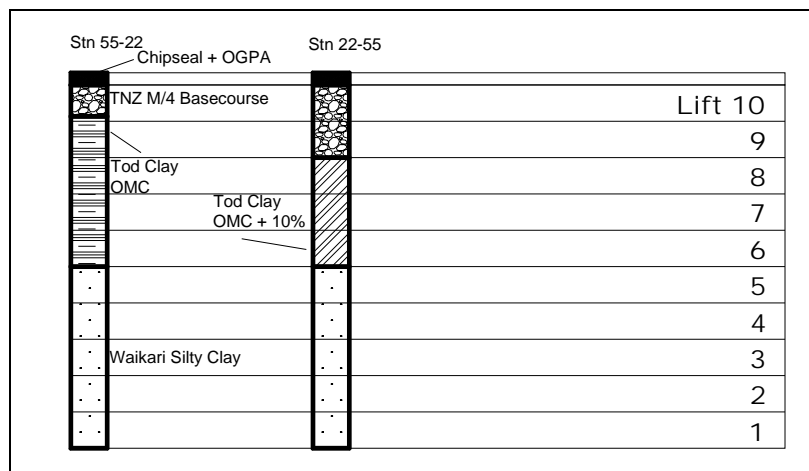 Stn 55-22
Stn 22-55
Chipseal + OGPA
TNZ M/4 Basecourse
Lift 10
9
Tod Clay
OMC
8
Tod Clay
OMC + 10%
7
6
5
4
Waikari Silty Clay
3
2
1